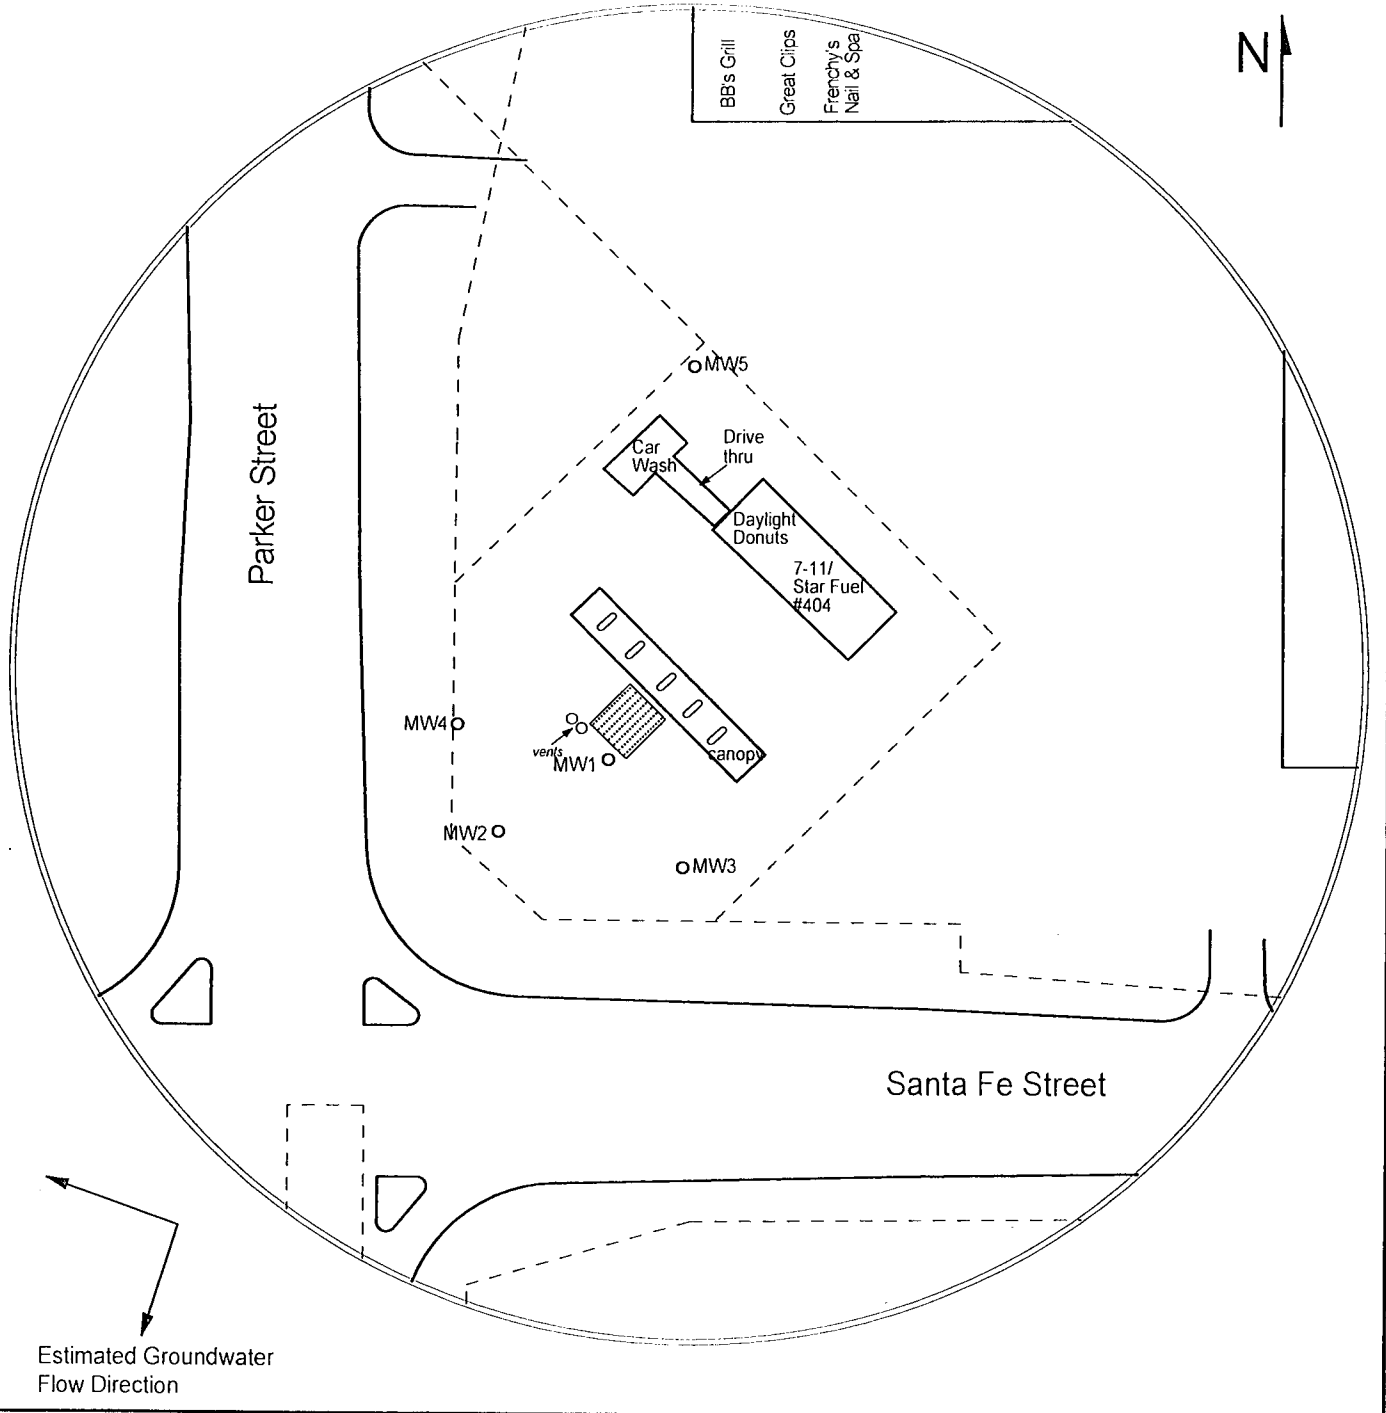 BB's Grill
Great Clips
Frenchy's
Nail & Spa
N
MW5
Parker Street
Car
Wash
Drive
thru
Daylight
Donuts
7-11/
Star Fuel
#404
MW4
vents
MW1
canopy
MW2
MW3
Santa Fe Street
Estimated Groundwater
Flow Direction